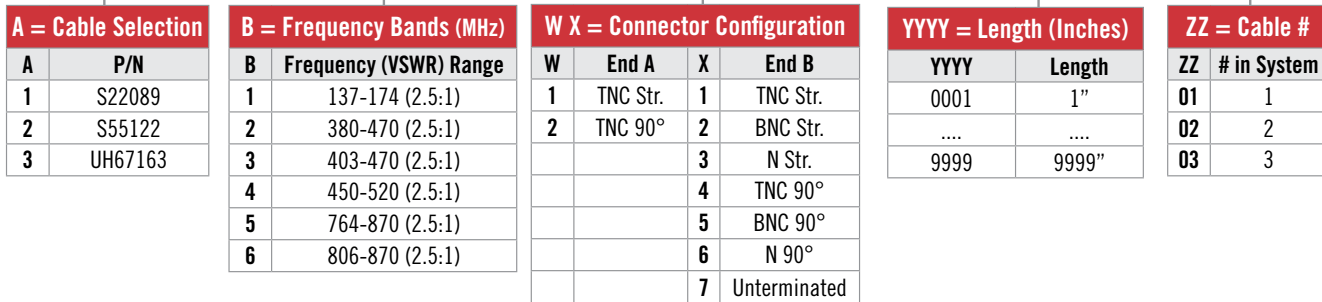 A = Cable Selection
A P/N
1 S22089
2 S55122
3 UH67163
B = Frequency Bands (MHz)
B Frequency (VSWR) Range
1 137-174 (2.5:1)
2 380-470 (2.5:1)
3 403-470 (2.5:1)
4 450-520 (2.5:1)
5 764-870 (2.5:1)
6 806-870 (2.5:1)
W X = Connector Configuration
W End A X End B
1 TNC Str. 1 TNC Str.
2 TNC 90° 2 BNC Str.
3 N Str.
4 TNC 90°
5 BNC 90°
6 N 90°
7 Unterminated
YYYY = Length (Inches)
YYYY Length
0001 1”
.... ....
9999 9999”
ZZ = Cable #
ZZ # in System
01 1
02 2
03 3